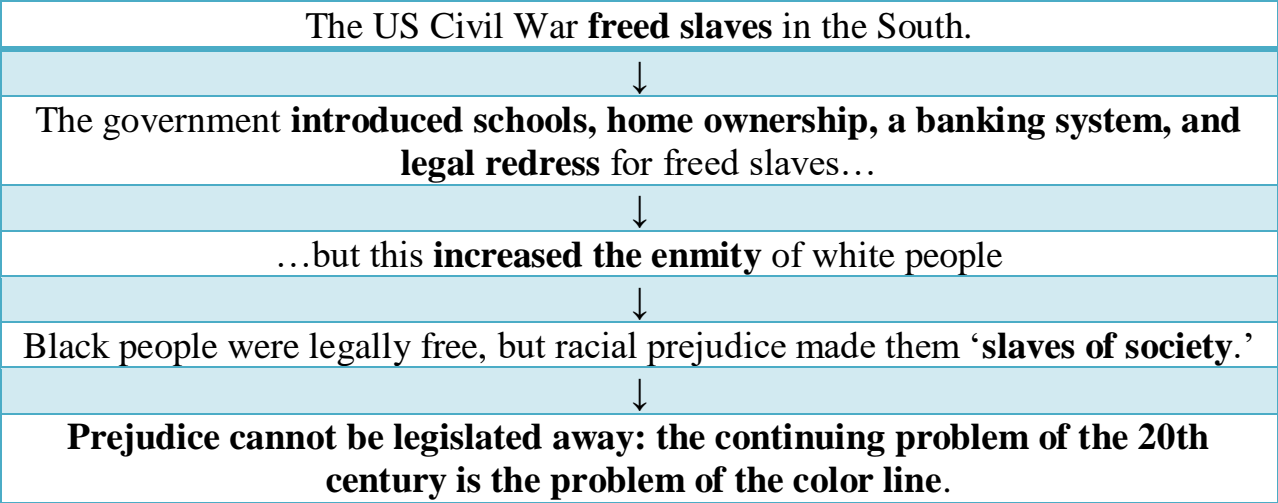 The US Civil War freed slaves in the South.
↓
The government introduced schools, home ownership, a banking system, and
legal redress for freed slaves…
↓
…but this increased the enmity of white people
↓
Black people were legally free, but racial prejudice made them ‘slaves of society.’
↓
Prejudice cannot be legislated away: the continuing problem of the 20th
century is the problem of the color line.